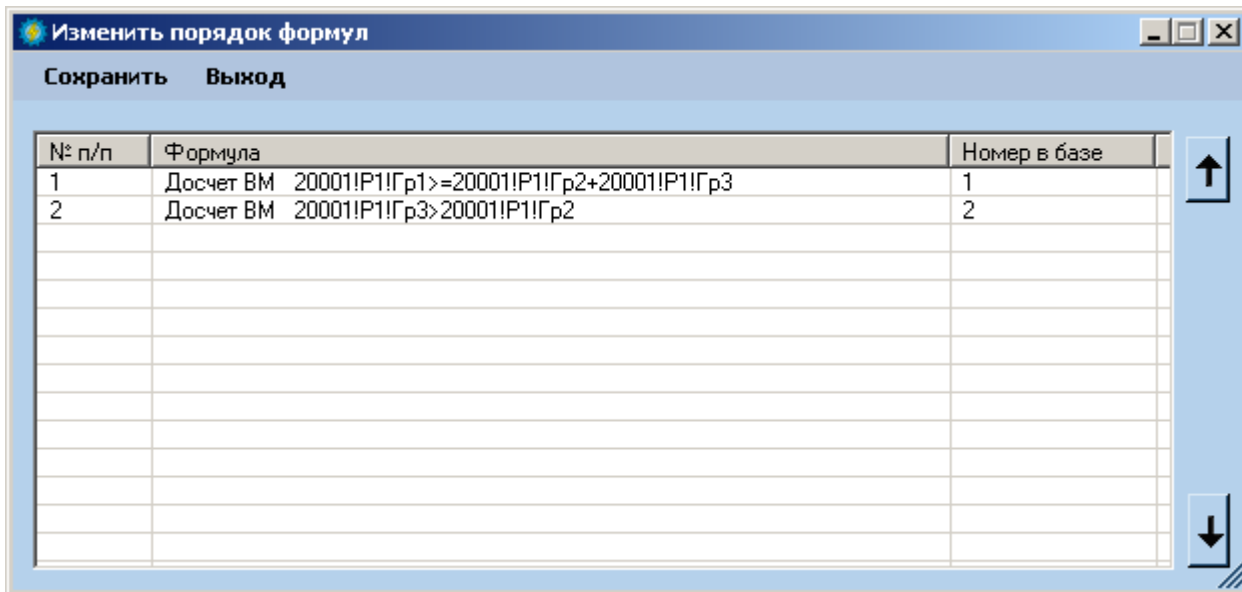 Изменить порядок формул
Сохранить Выход
№ п/п Формула Номер в базе
1 Досчет ВМ 20001!Р1!Гр1>=20001!Р1!Гр2+20001!Р1!Гр3 1
2 Досчет ВМ 20001!Р1!Гр3>20001!Р1!Гр2 2